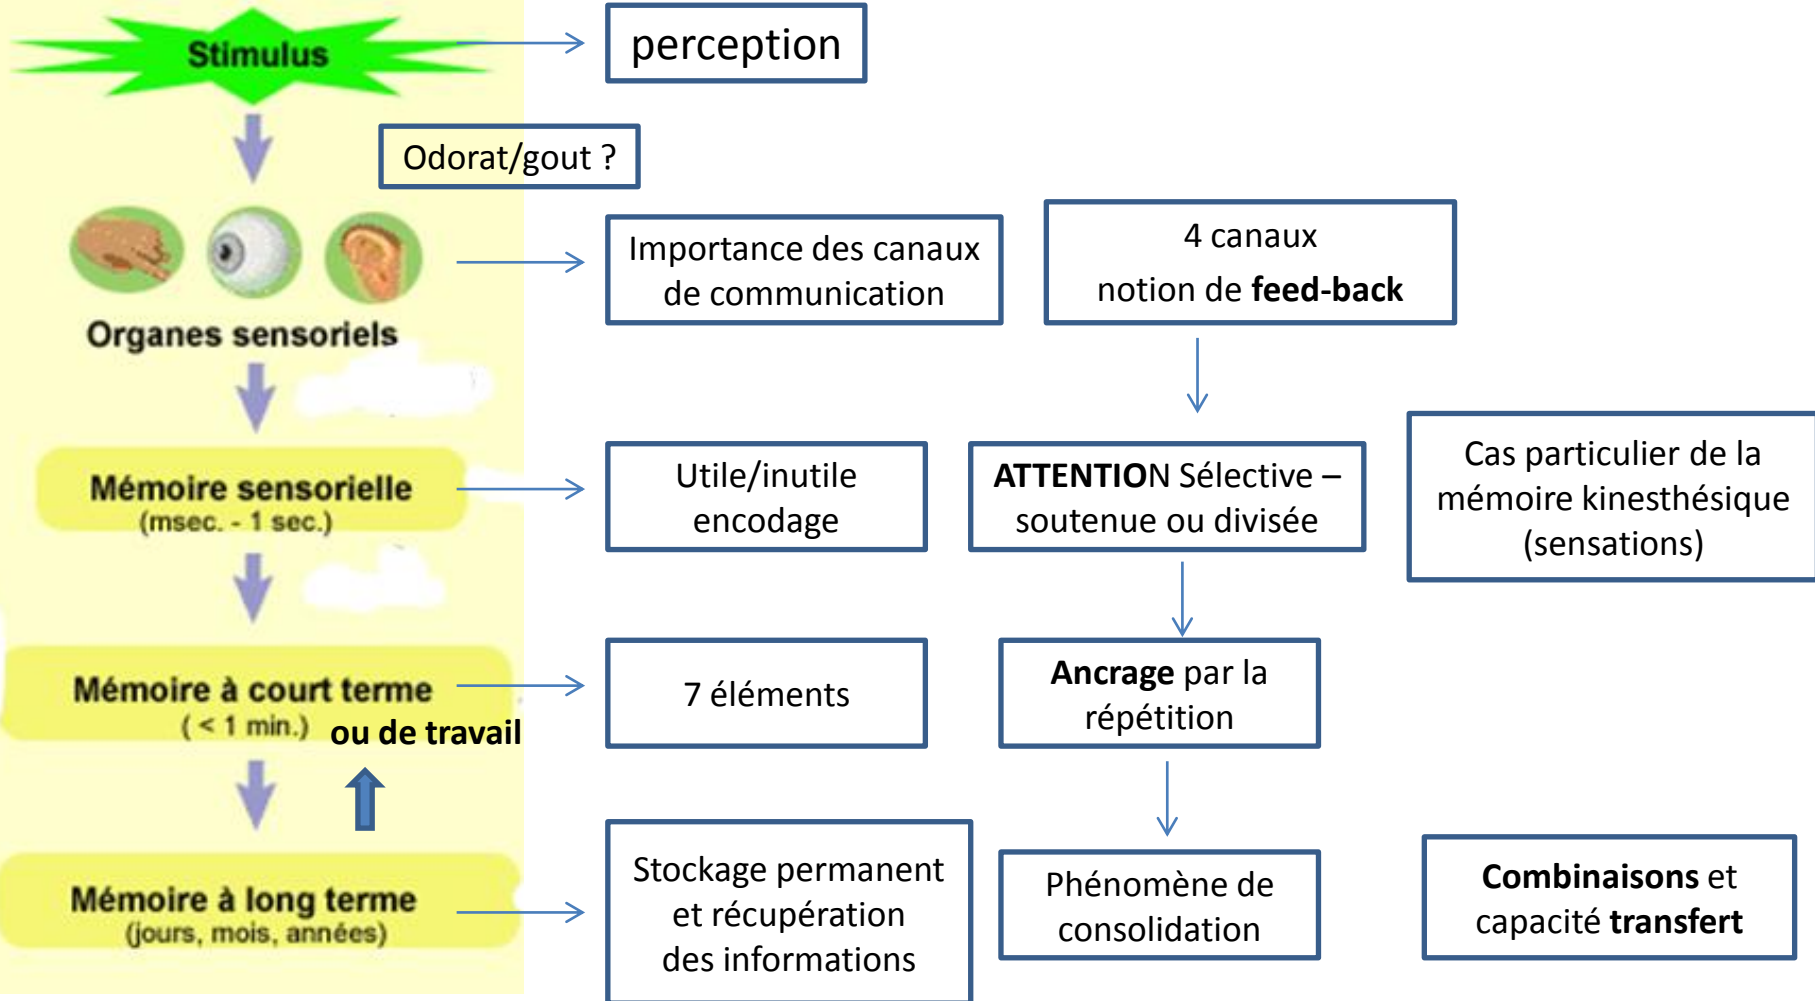 Stimulus
perception
Odorat/gout ?
Importance des canaux
de communication
4 canaux
notion de feed-back
Organes sensoriels
Mémoire sensorielle
(msec. - 1 sec.)
Utile/inutile
encodage
ATTENTION Sélective –
soutenue ou divisée
Cas particulier de la
mémoire kinesthésique
(sensations)
Mémoire à court terme
( < 1 min.)
ou de travail
7 éléments
Ancrage par la
répétition
Mémoire à long terme
(jours, mois, années)
Stockage permanent
et récupération
des informations
Phénomène de
consolidation
Combinaisons et
capacité transfert